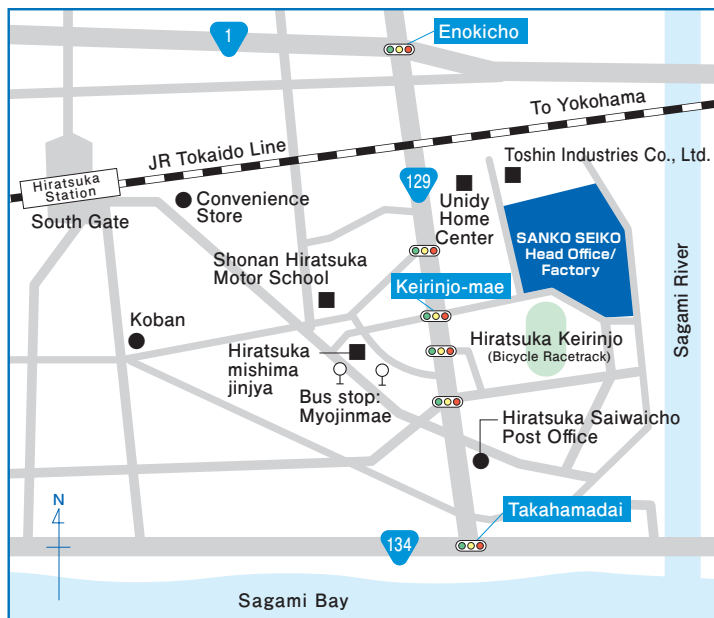 1
Enokicho
To Yokohama
JR Tokaido Line
Toshin Industries Co., Ltd.
Hiratsuka
Station
South Gate
Convenience
Store
129
Unidy
Home
Center
SANKO SEIKO
Head Office/
Factory
Shonan Hiratsuka
Motor School
Keirinjo-mae
Sagami River
Koban
Hiratsuka
mishima
jinjya
Hiratsuka Keirinjo
(Bicycle Racetrack)
Bus stop:
Myojinmae
Hiratsuka Saiwaicho
Post Office
N
Takahamadai
134
Sagami Bay